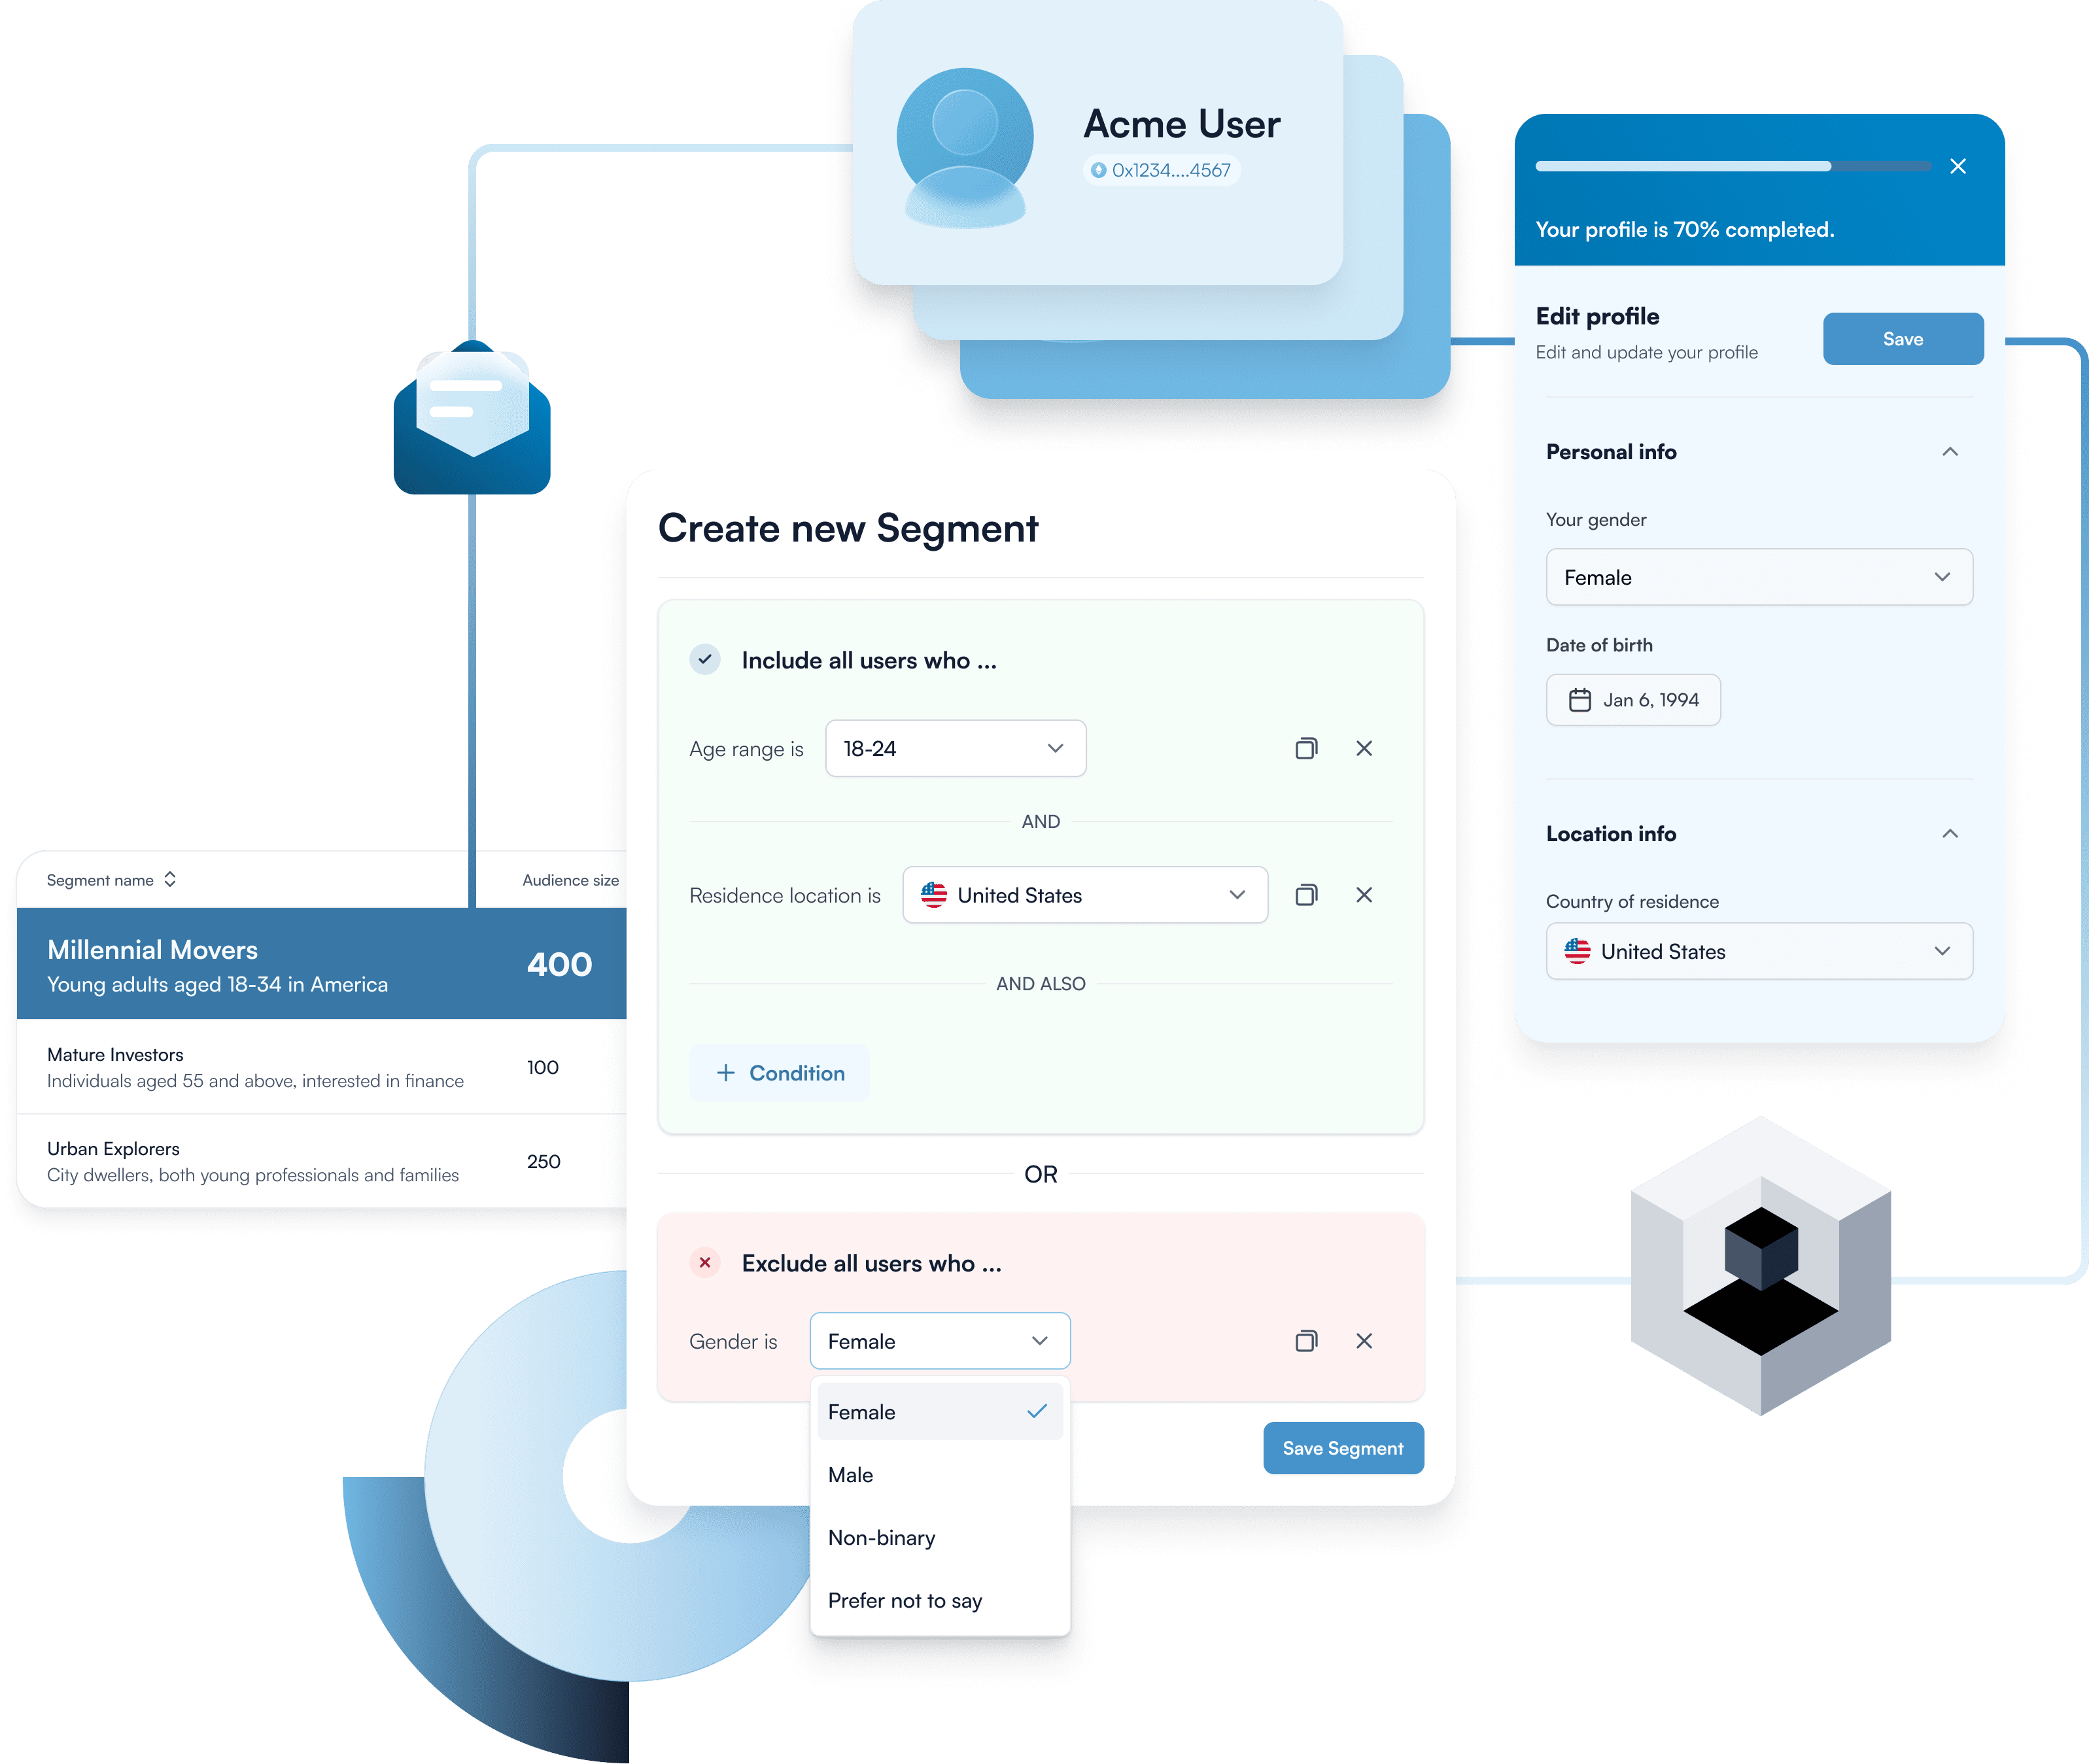 Acme User
0x1234....4567
Your profile is 70% completed.
Edit profile
Edit and update your profile
Save
Personal info
Your gender
Female
Date of birth
Jan 6, 1994
Location info
Country of residence
United States
Create new Segment
Include all users who ...
Age range is
18-24
AND
Residence location is
United States
AND ALSO
+ Condition
OR
Exclude all users who ...
Gender is
Female
Female
Male
Non-binary
Prefer not to say
Save Segment
Segment name
Audience size
Millennial Movers
Young adults aged 18-34 in America
400
Mature Investors
Individuals aged 55 and above, interested in finance
100
Urban Explorers
City dwellers, both young professionals and families
250